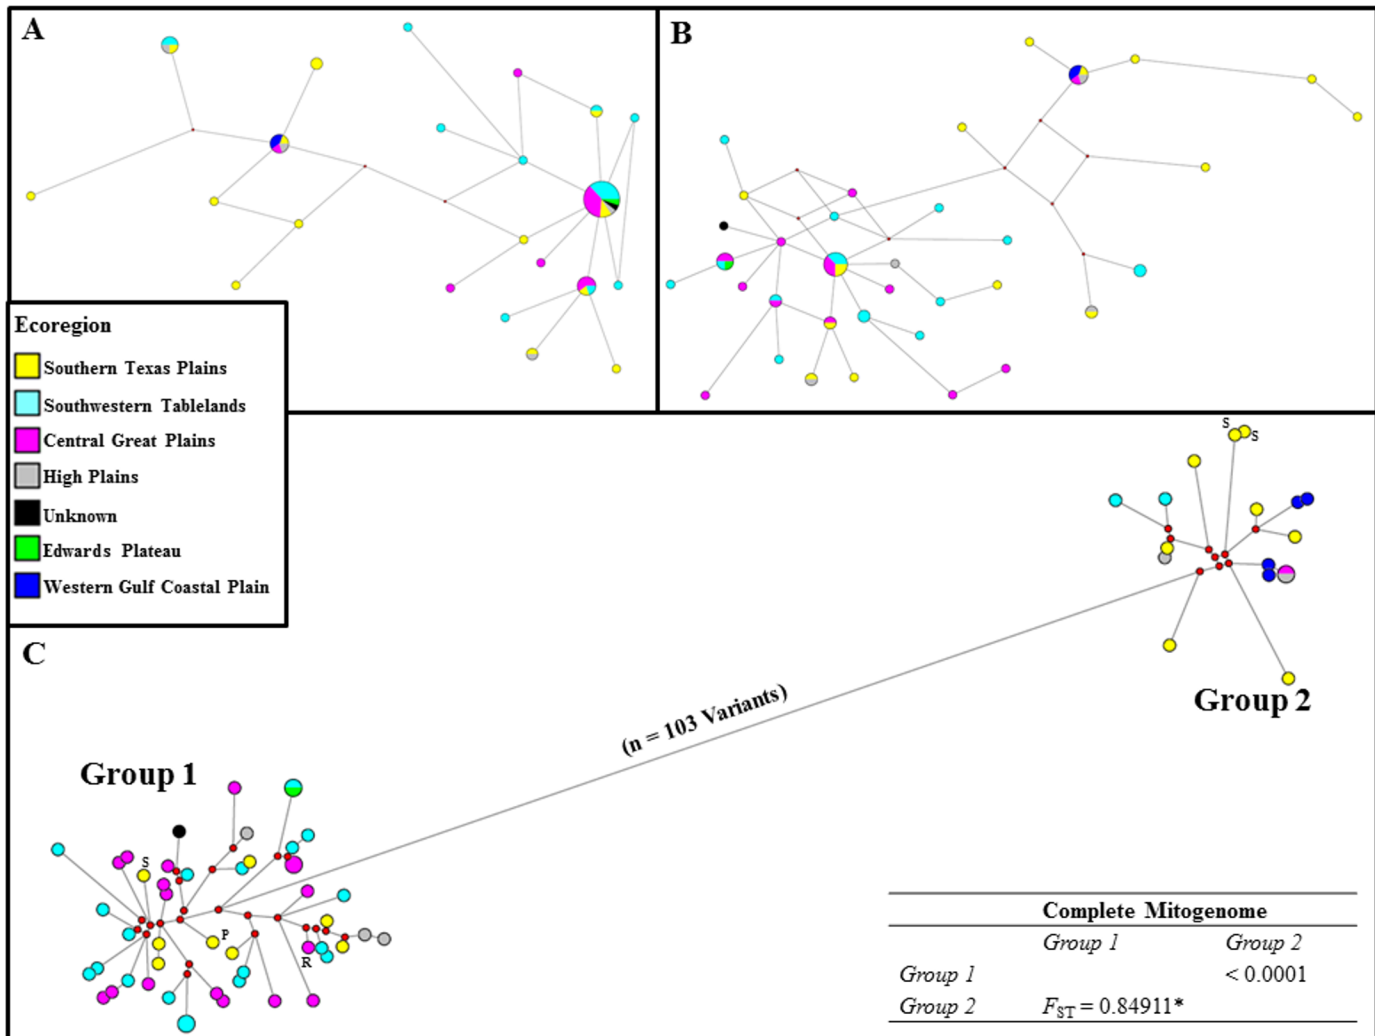 A
B
Ecoregion
Southern Texas Plains
Southwestern Tablelands
Central Great Plains
High Plains
Unknown
Edwards Plateau
Western Gulf Coastal Plain
C
S
S
Group 2
(n = 103 Variants)
Group 1
S
P
R
Complete Mitogenome
Group 1 Group 2
Group 1 < 0.0001
Group 2 FST = 0.84911*